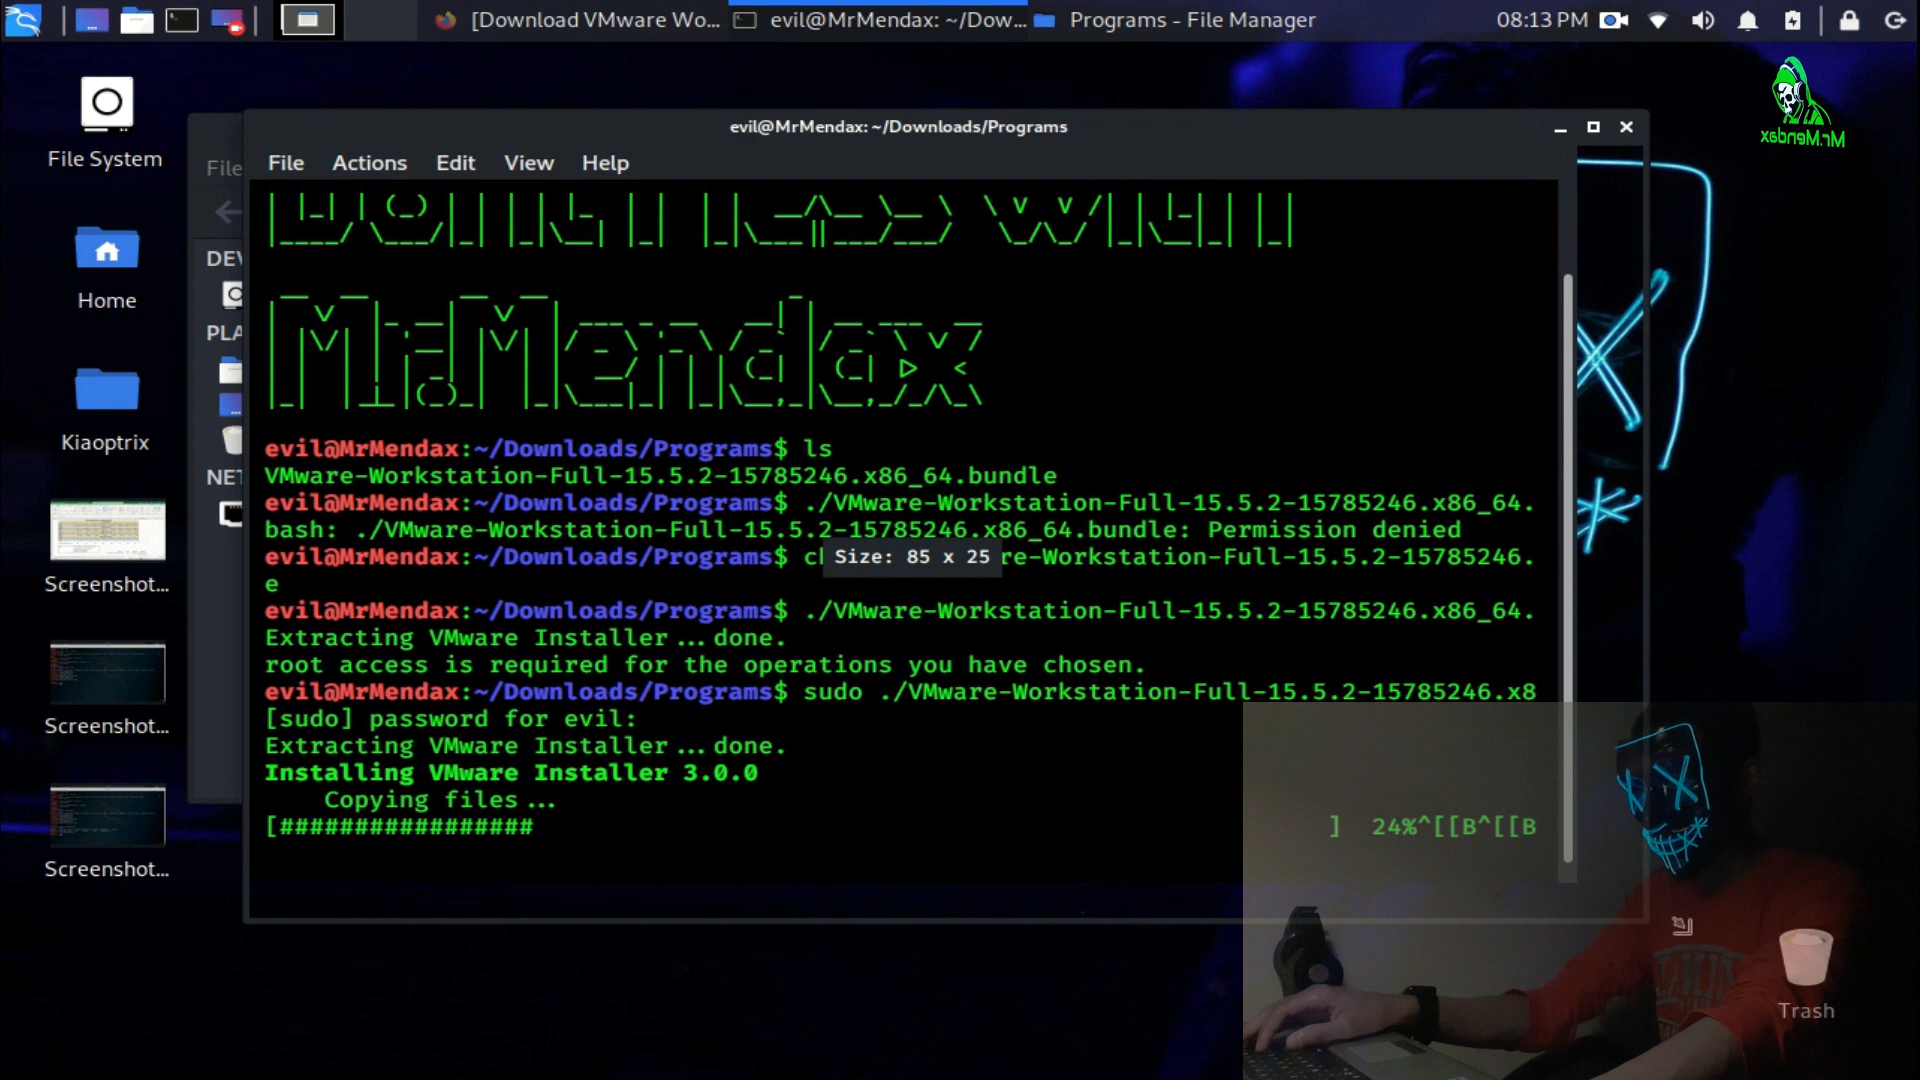 [Download VMware Wo...
evil@MrMendax: ~/Dow...
Programs - File Manager
08:13 PM
Mr.Mendax
File System
Home
Kiaoptrix
Screenshot...
Screenshot...
Screenshot...
File
DEV
PLA
NET
evil@MrMendax: ~/Downloads/Programs
File Actions Edit View Help
Mr.Mendax
evil@MrMendax:~/Downloads/Programs$ ls
VMware-Workstation-Full-15.5.2-15785246.x86_64.bundle
evil@MrMendax:~/Downloads/Programs$ ./VMware-Workstation-Full-15.5.2-15785246.x86_64.
bash: ./VMware-Workstation-Full-15.5.2-15785246.x86_64.bundle: Permission denied
evil@MrMendax:~/Downloads/Programs$ ch
Size: 85 x 25
re-Workstation-Full-15.5.2-15785246.
e
evil@MrMendax:~/Downloads/Programs$ ./VMware-Workstation-Full-15.5.2-15785246.x86_64.
Extracting VMware Installer...done.
root access is required for the operations you have chosen.
evil@MrMendax:~/Downloads/Programs$ sudo ./VMware-Workstation-Full-15.5.2-15785246.x8
[sudo] password for evil:
Extracting VMware Installer...done.
Installing VMware Installer 3.0.0
Copying files...
[################## ] 24%^[[B^[[B
Trash